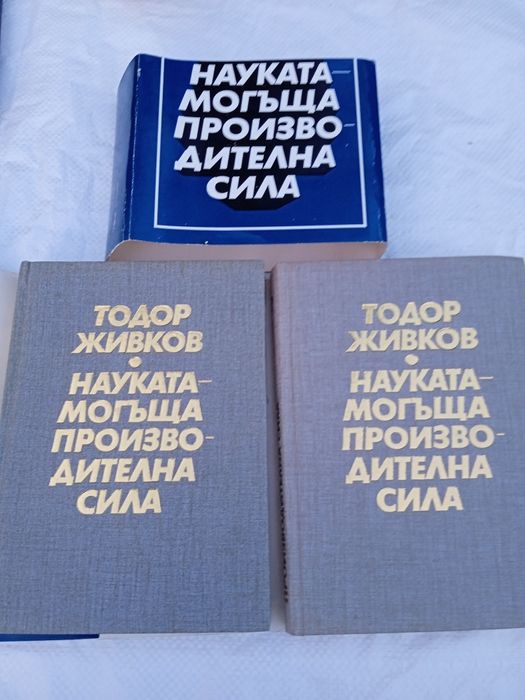 НАУКАТА—
МОГЪЩА
ПРОИЗВО-
ДИТЕЛНА
СИЛА
ТОДОР
ЖИВКОВ
•
НАУКАТА—
МОГЪЩА
ПРОИЗВО-
ДИТЕЛНА
СИЛА
ТОДОР
ЖИВКОВ
•
НАУКАТА—
МОГЪЩА
ПРОИЗВО-
ДИТЕЛНА
СИЛА